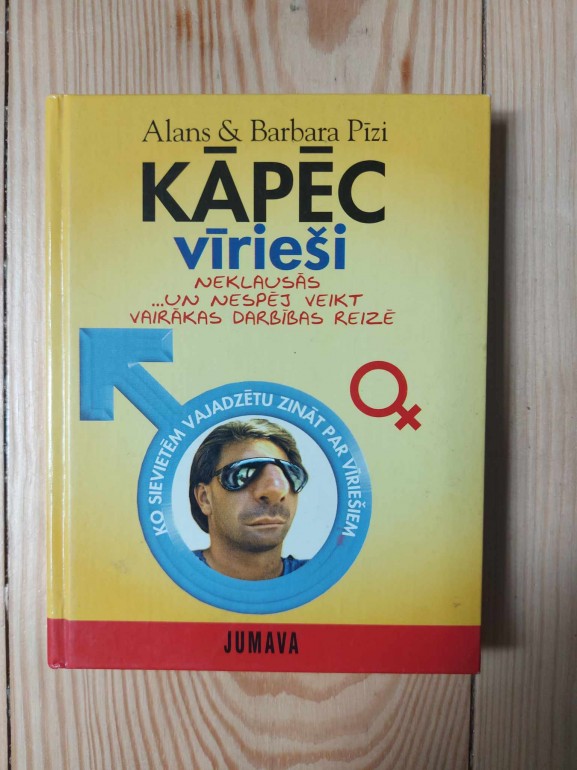 Alans & Barbara Pīzi
KĀPĒC
vīrieši
NEKLAUSĀS
...UN NESPĒJ VEIKT
VAIRĀKAS DARBĪBAS REIZĒ
KO SIEVIETĒM VAJADZĒTU ZINĀT PAR VĪRIEŠIEM
JUMAVA